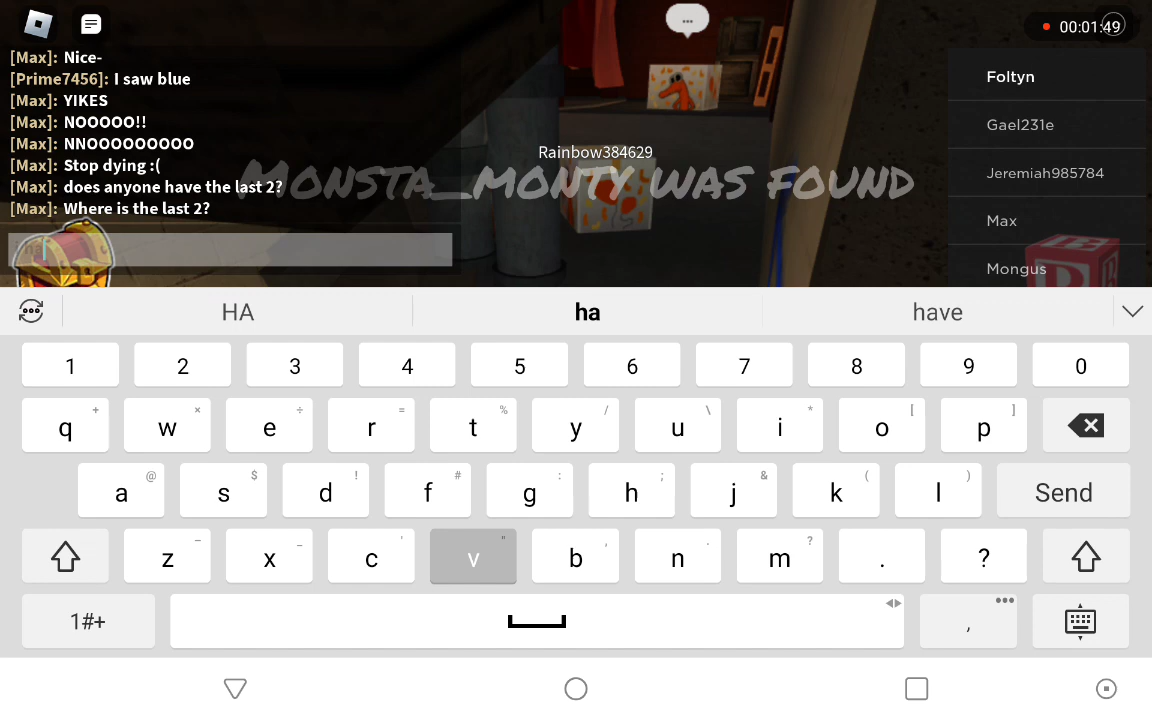 00:01:49
[Max]: Nice-
[Prime7456]: I saw blue
[Max]: YIKES
[Max]: NOOOOO!!
[Max]: NNOOOOOOOOO
[Max]: Stop dying :(
[Max]: does anyone have the last 2?
[Max]: Where is the last 2?
ha
Rainbow384629
Monsta_monty was found
Foltyn
Gael231e
Jeremiah985784
Max
Mongus
HA ha have
1 2 3 4 5 6 7 8 9 0
q + w × e ÷ r = t % y / u \ i * o [ p ]
a @ s $ d ! f # g : h ; j & k ( l ) Send
z x c ' v " b , n . m ? . ?
1#+ ,